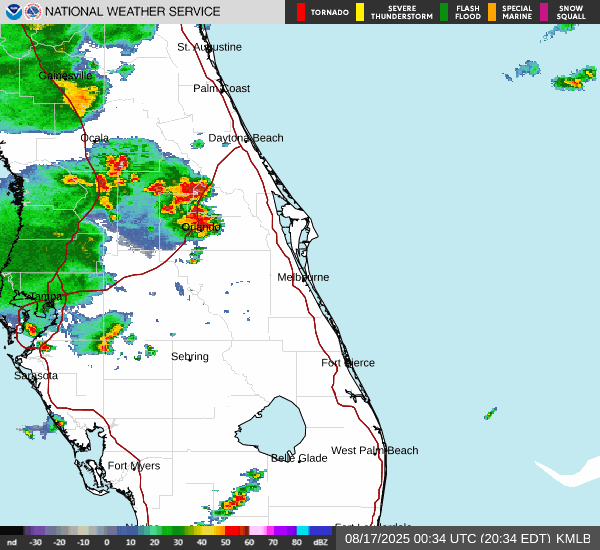 NATIONAL WEATHER SERVICE
TORNADO
SEVERE
THUNDERSTORM
FLASH
FLOOD
SPECIAL
MARINE
SNOW
SQUALL
St. Augustine
Gainesville
Palm Coast
Ocala
Daytona Beach
Orlando
Melbourne
Tampa
Sebring
Fort Pierce
Sarasota
West Palm Beach
Belle Glade
Fort Myers
nd -30 -20 -10 0 10 20 30 40 50 60 70 80 dBZ
08/17/2025 00:34 UTC (20:34 EDT) KMLB